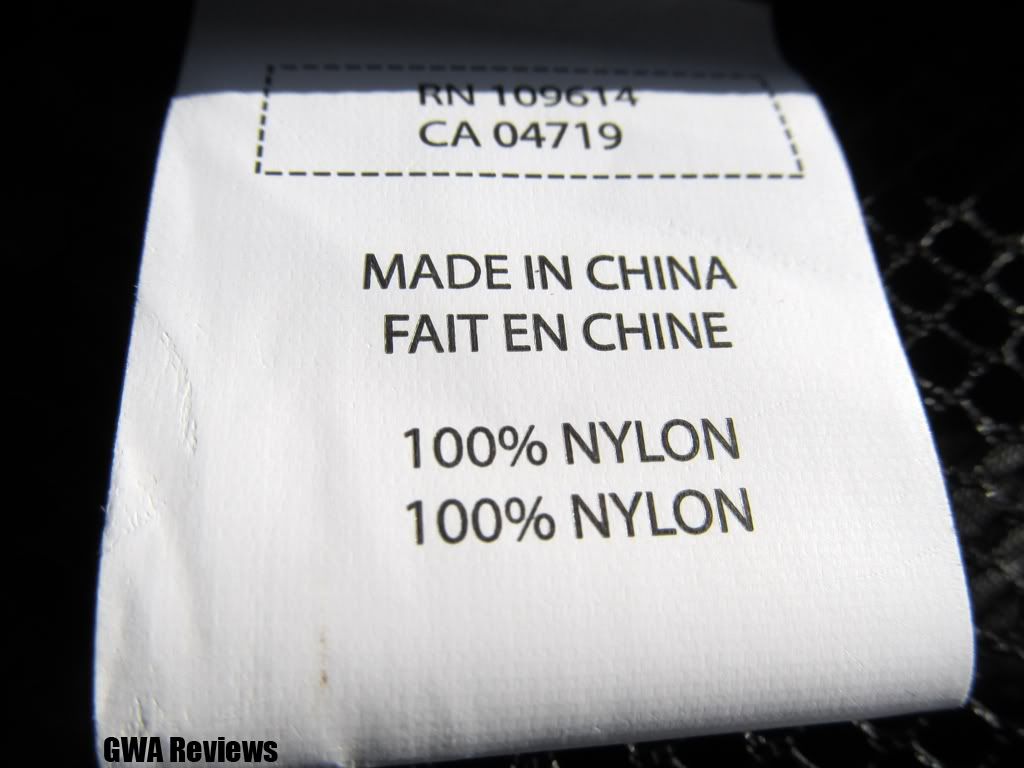 RN 109614
CA 04719
MADE IN CHINA
FAIT EN CHINE
100% NYLON
100% NYLON
GWA Reviews